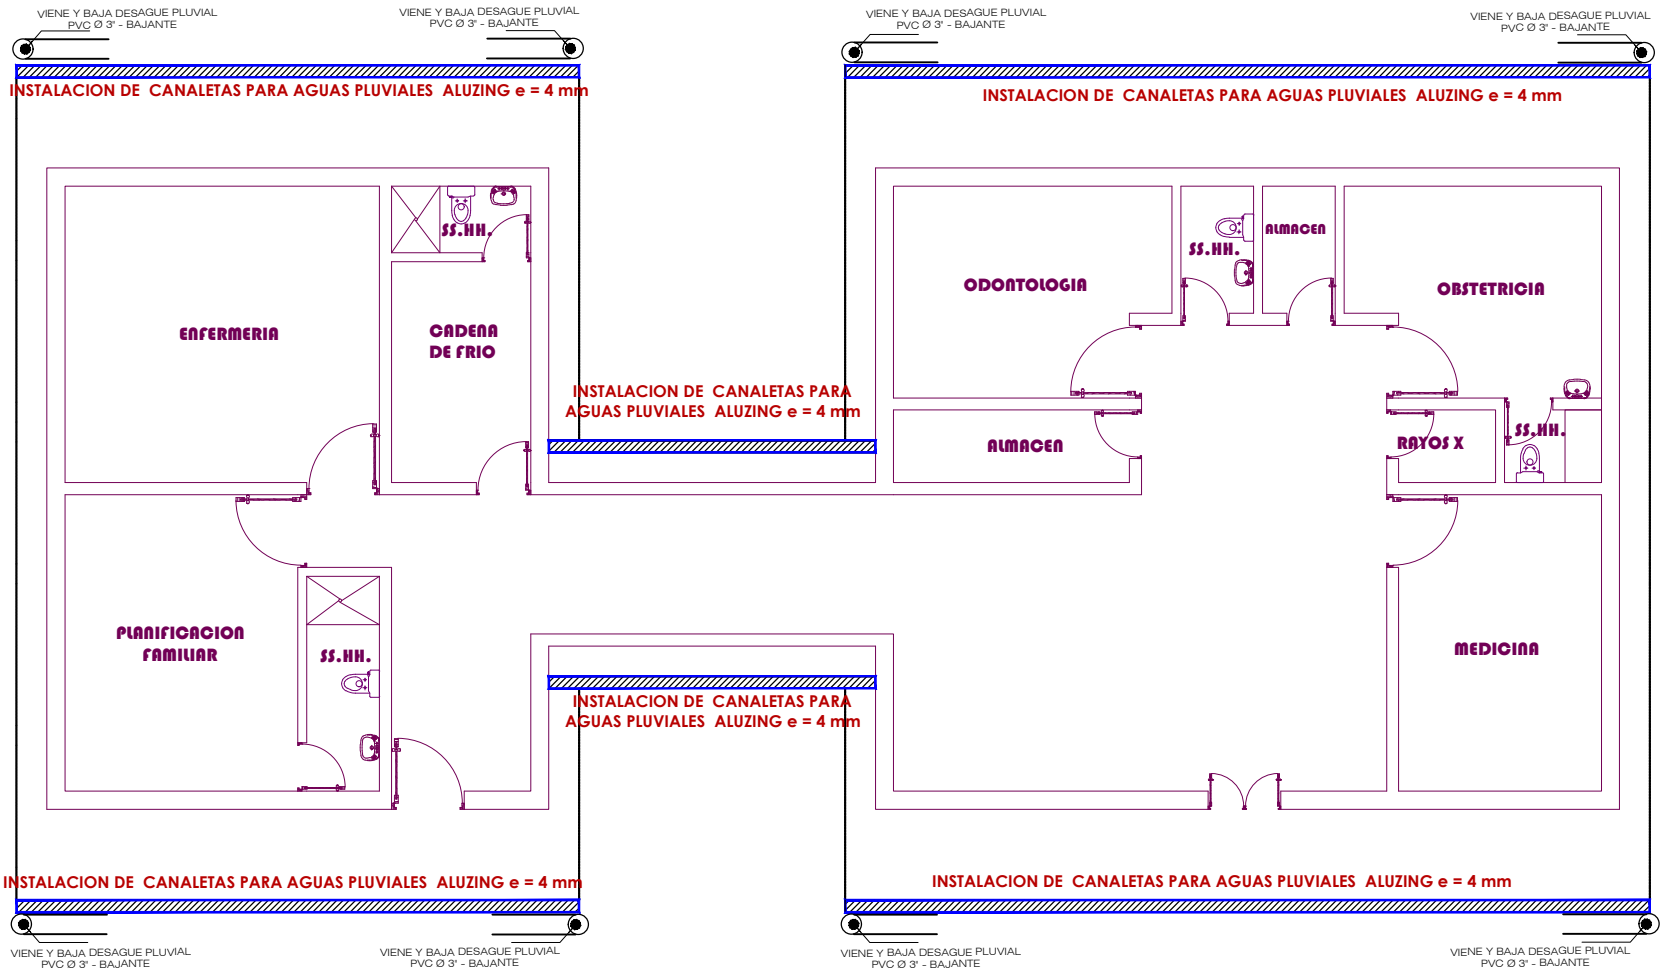 VIENE Y BAJA DESAGUE PLUVIAL
PVC Ø 3" - BAJANTE
VIENE Y BAJA DESAGUE PLUVIAL
PVC Ø 3" - BAJANTE
VIENE Y BAJA DESAGUE PLUVIAL
PVC Ø 3" - BAJANTE
VIENE Y BAJA DESAGUE PLUVIAL
PVC Ø 3" - BAJANTE
INSTALACION DE CANALETAS PARA AGUAS PLUVIALES ALUZING e = 4 mm
INSTALACION DE CANALETAS PARA AGUAS PLUVIALES ALUZING e = 4 mm
SS.HH.
ALMACEN
SS.HH.
ODONTOLOGIA
OBSTETRICIA
ENFERMERIA
CADENA
DE FRIO
INSTALACION DE CANALETAS PARA
AGUAS PLUVIALES ALUZING e = 4 mm
ALMACEN
RAYOS X
SS.HH.
PLANIFICACION
FAMILIAR
SS.HH.
MEDICINA
INSTALACION DE CANALETAS PARA
AGUAS PLUVIALES ALUZING e = 4 mm
INSTALACION DE CANALETAS PARA AGUAS PLUVIALES ALUZING e = 4 mm
INSTALACION DE CANALETAS PARA AGUAS PLUVIALES ALUZING e = 4 mm
VIENE Y BAJA DESAGUE PLUVIAL
PVC Ø 3" - BAJANTE
VIENE Y BAJA DESAGUE PLUVIAL
PVC Ø 3" - BAJANTE
VIENE Y BAJA DESAGUE PLUVIAL
PVC Ø 3" - BAJANTE
VIENE Y BAJA DESAGUE PLUVIAL
PVC Ø 3" - BAJANTE